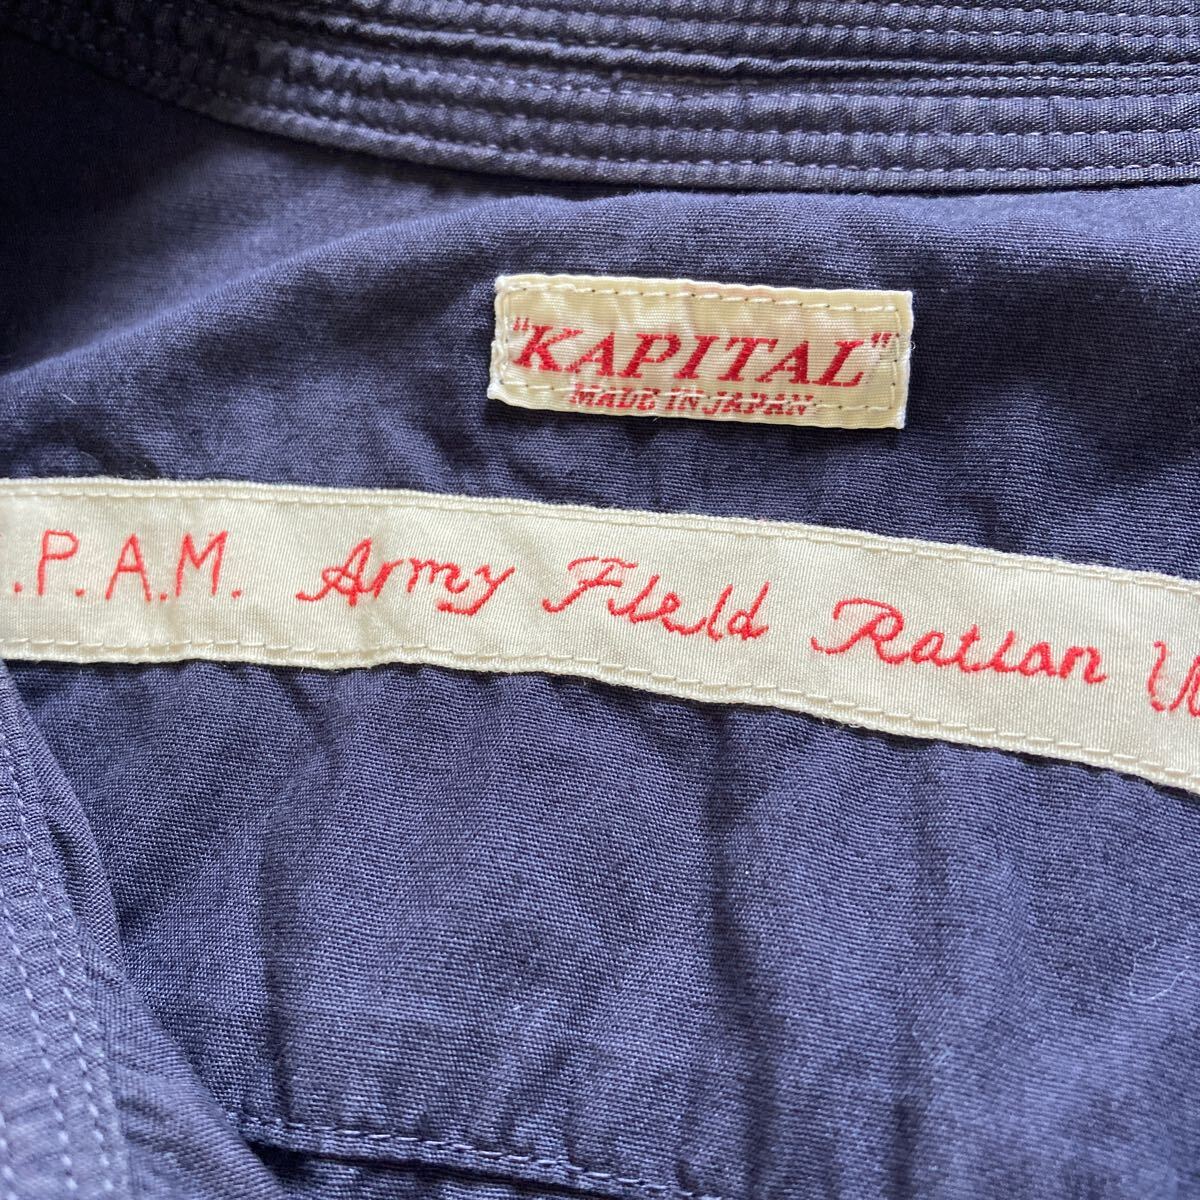 "KAPITAL"
MADE IN JAPAN
.P.A.M. Army Field Ration